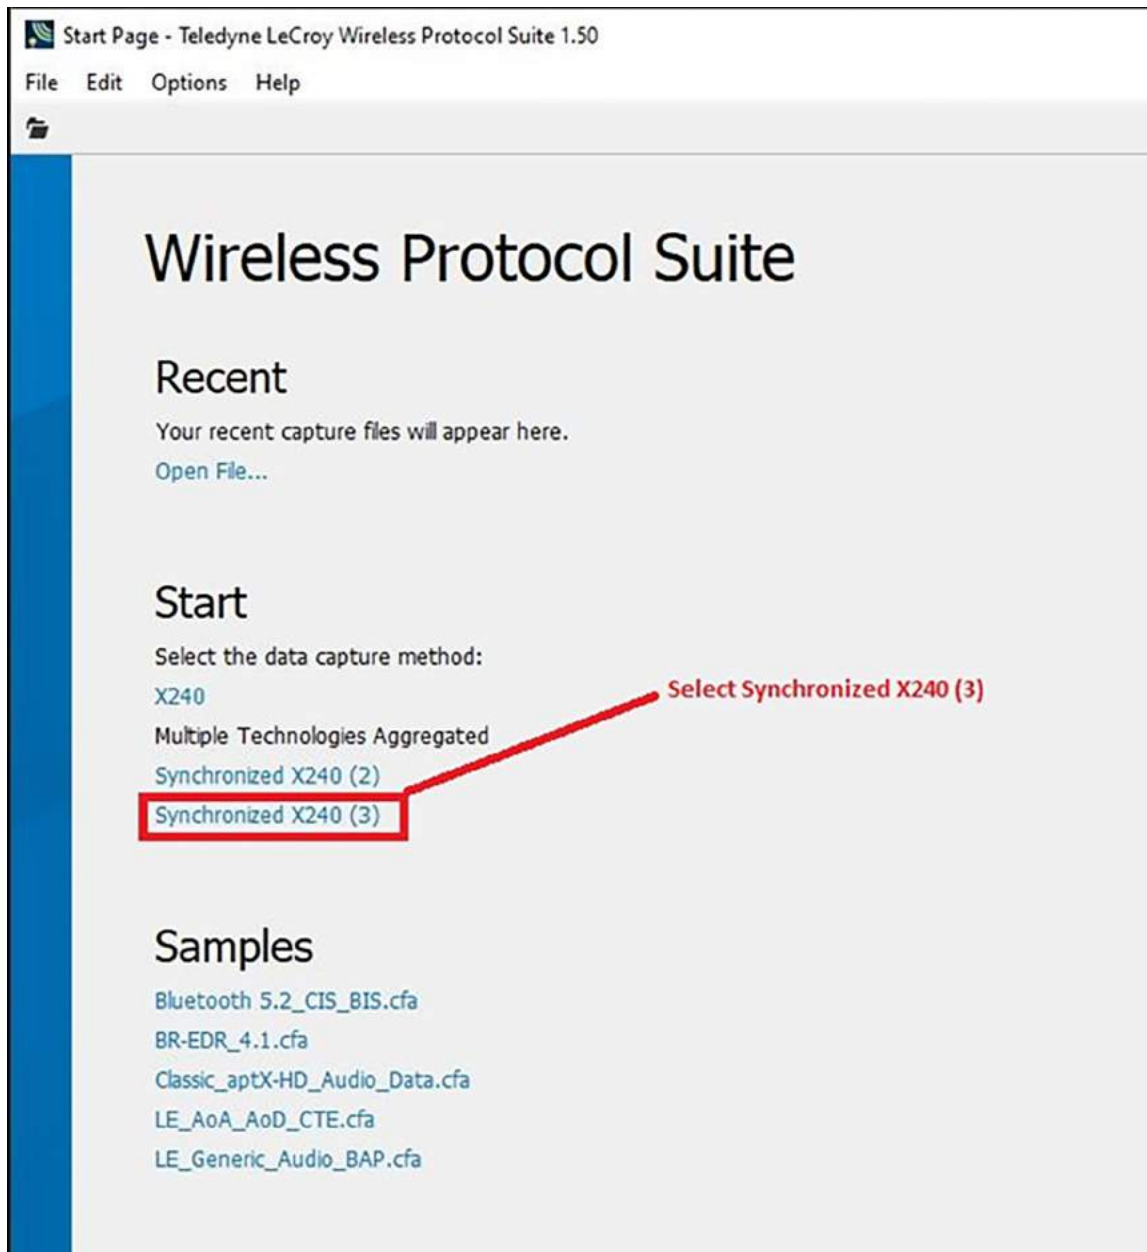 Start Page - Teledyne LeCroy Wireless Protocol Suite 1.50
File Edit Options Help
Wireless Protocol Suite
Recent
Your recent capture files will appear here.
Open File...
Start
Select the data capture method:
X240
Select Synchronized X240 (3)
Multiple Technologies Aggregated
Synchronized X240 (2)
Synchronized X240 (3)
Samples
Bluetooth 5.2_CIS_BIS.cfa
BR-EDR_4.1.cfa
Classic_aptX-HD_Audio_Data.cfa
LE_AoA_AoD_CTE.cfa
LE_Generic_Audio_BAP.cfa